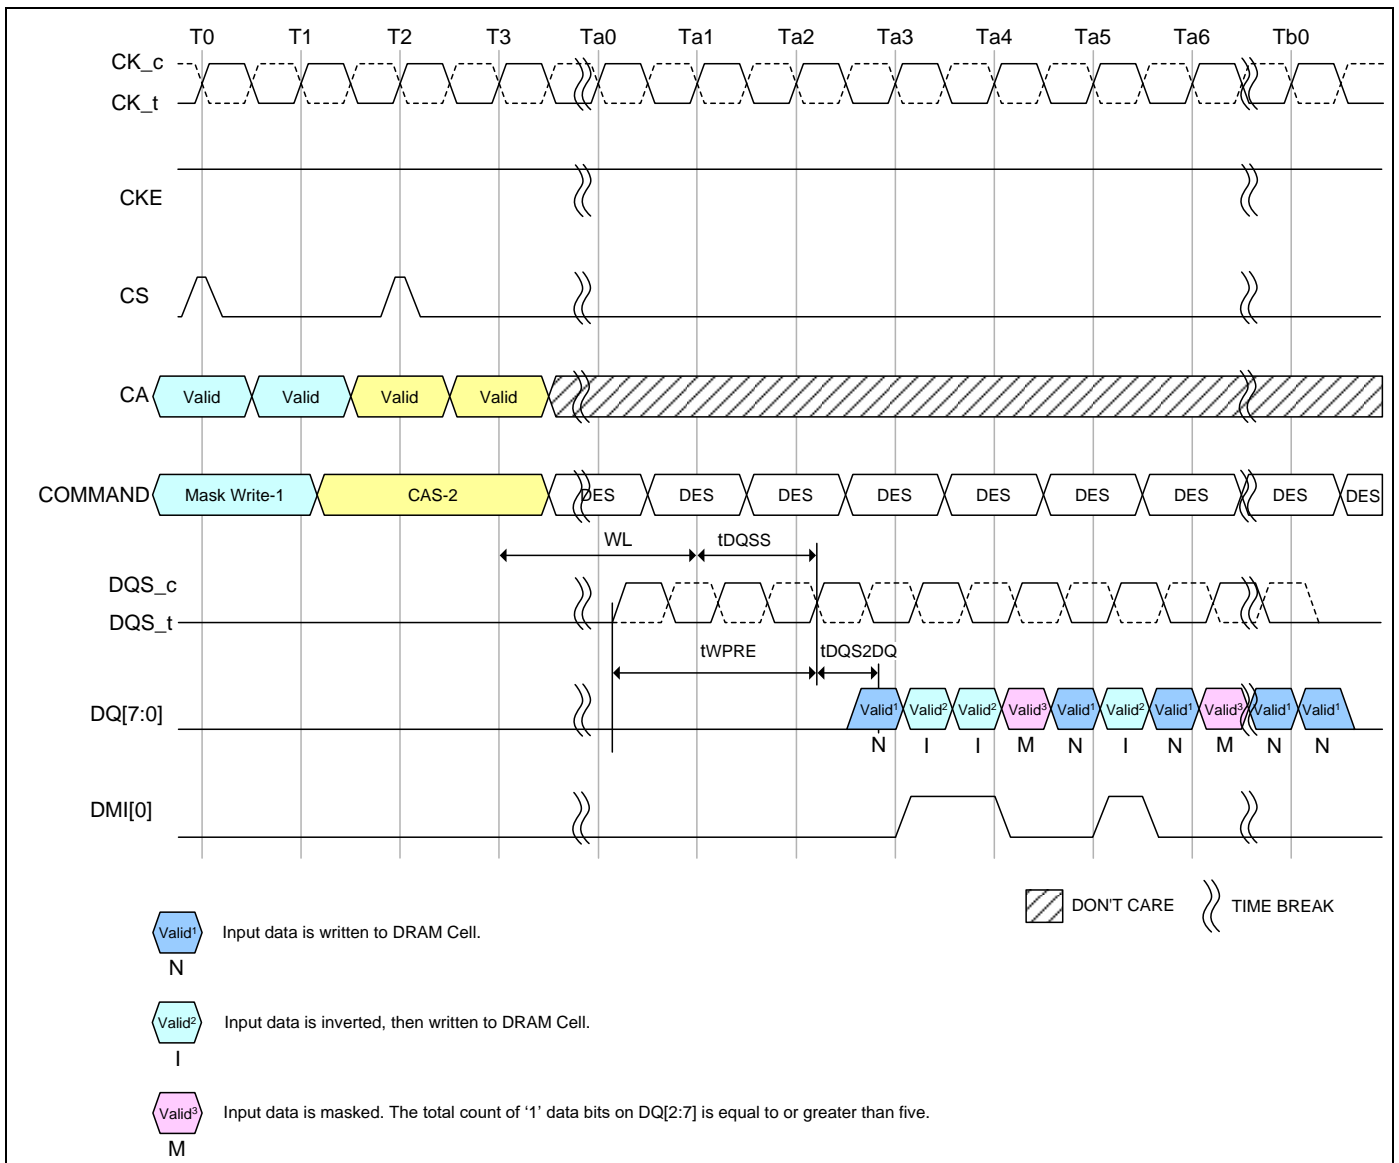 T0 T1 T2 T3 Ta0 Ta1 Ta2 Ta3 Ta4 Ta5 Ta6 Tb0
CK_c
CK_t
CKE
CS
CA Valid Valid Valid Valid
COMMAND Mask Write-1 CAS-2 DES DES DES DES DES DES DES DES DES
WL tDQSS
DQS_c
DQS_t
tWPRE tDQS2DQ
DQ[7:0] Valid¹ Valid² Valid² Valid³ Valid¹ Valid² Valid¹ Valid³ Valid¹ Valid¹
N I I M N I N M N N
DMI[0]
DON'T CARE TIME BREAK
Valid¹ Input data is written to DRAM Cell.
N
Valid² Input data is inverted, then written to DRAM Cell.
I
Valid³ Input data is masked. The total count of ‘1’ data bits on DQ[2:7] is equal to or greater than five.
M